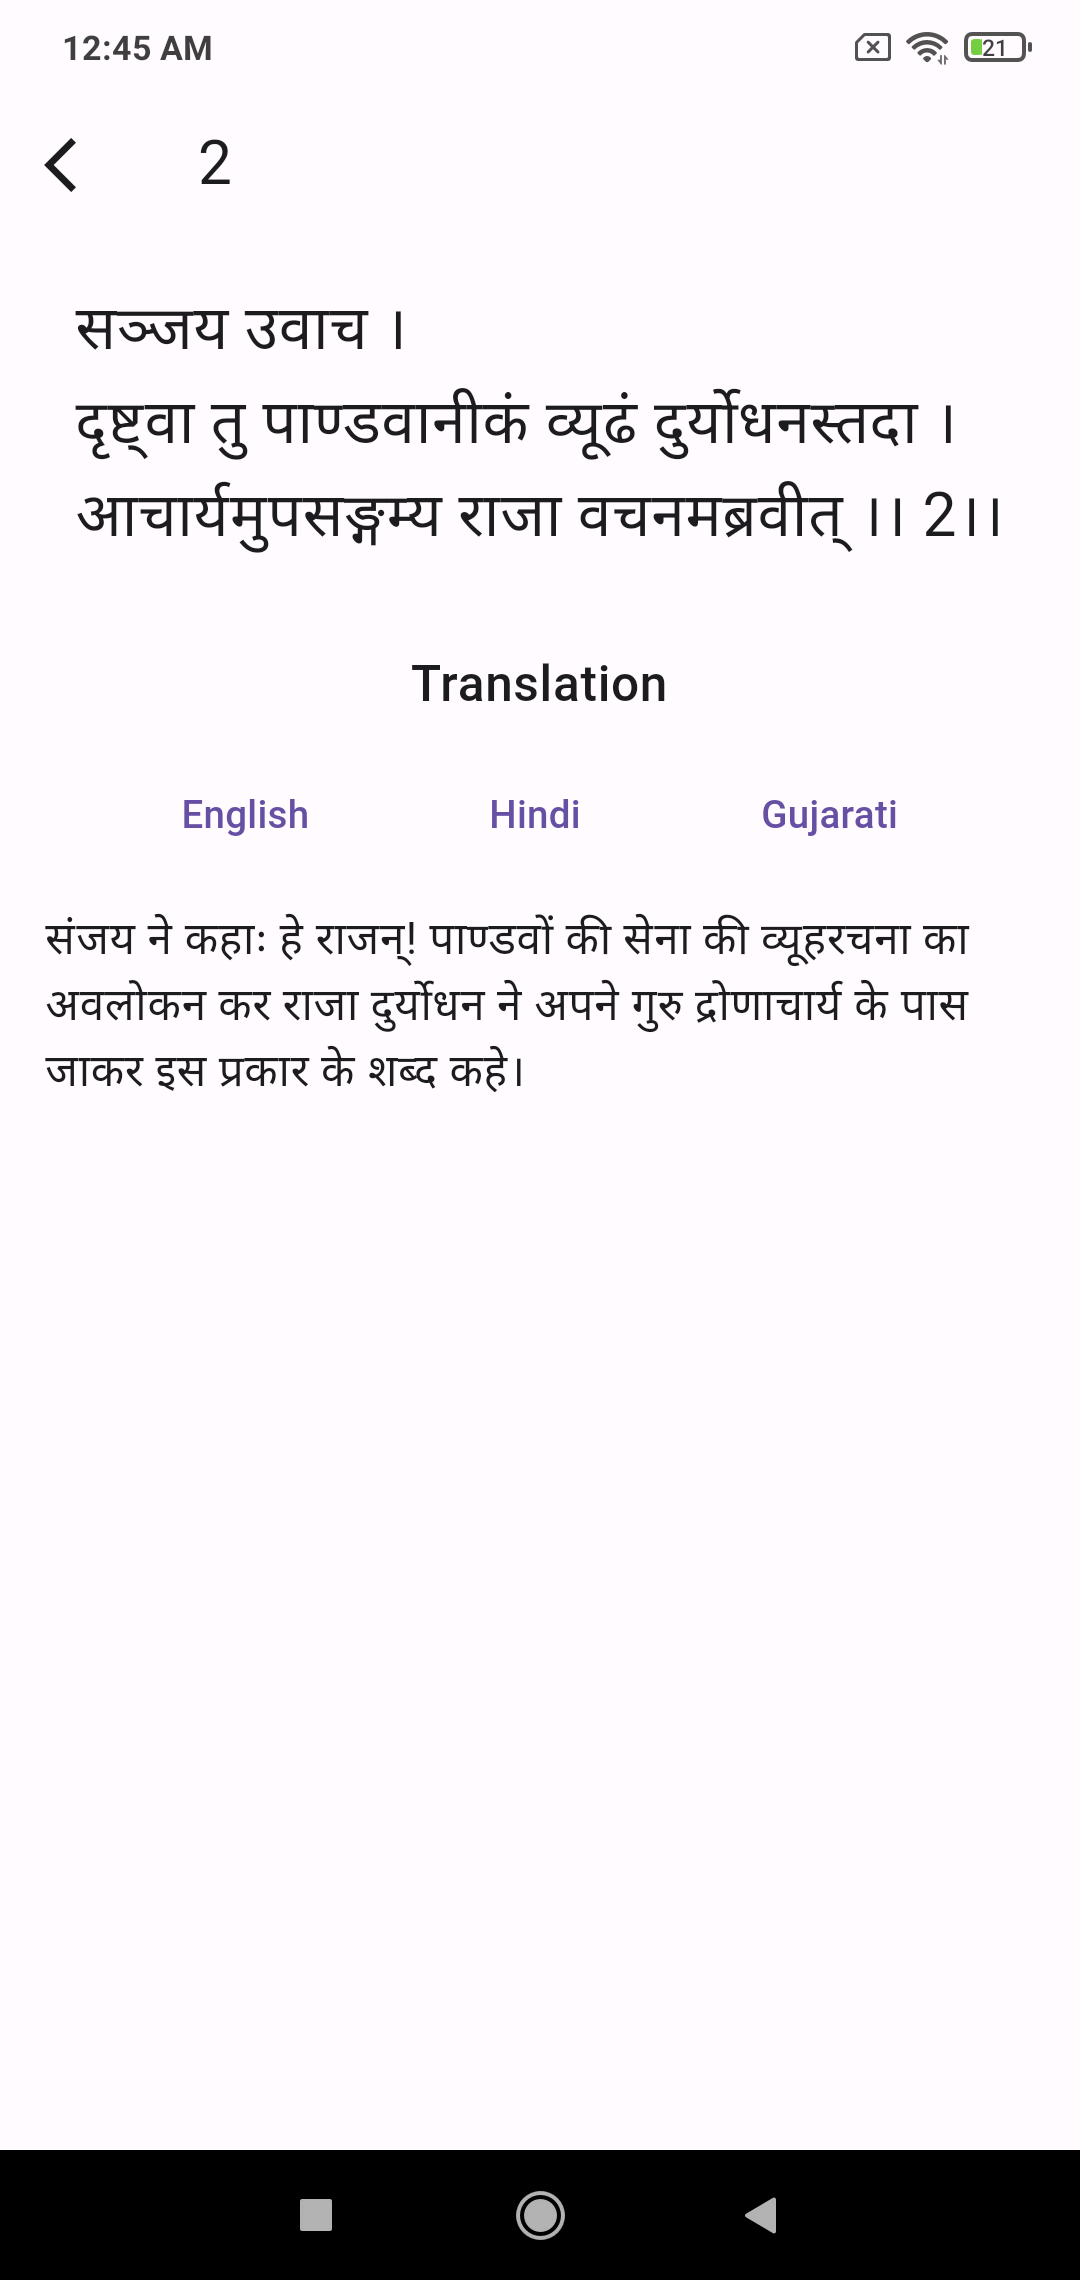 12:45 AM
21
2
सञ्जय उवाच ।
दृष्ट्वा तु पाण्डवानीकं व्यूढं दुर्योधनस्तदा ।
आचार्यमुपसङ्गम्य राजा वचनमब्रवीत् ।। 2।।
Translation
English Hindi Gujarati
संजय ने कहाः हे राजन्! पाण्डवों की सेना की व्यूहरचना का
अवलोकन कर राजा दुर्योधन ने अपने गुरु द्रोणाचार्य के पास
जाकर इस प्रकार के शब्द कहे।